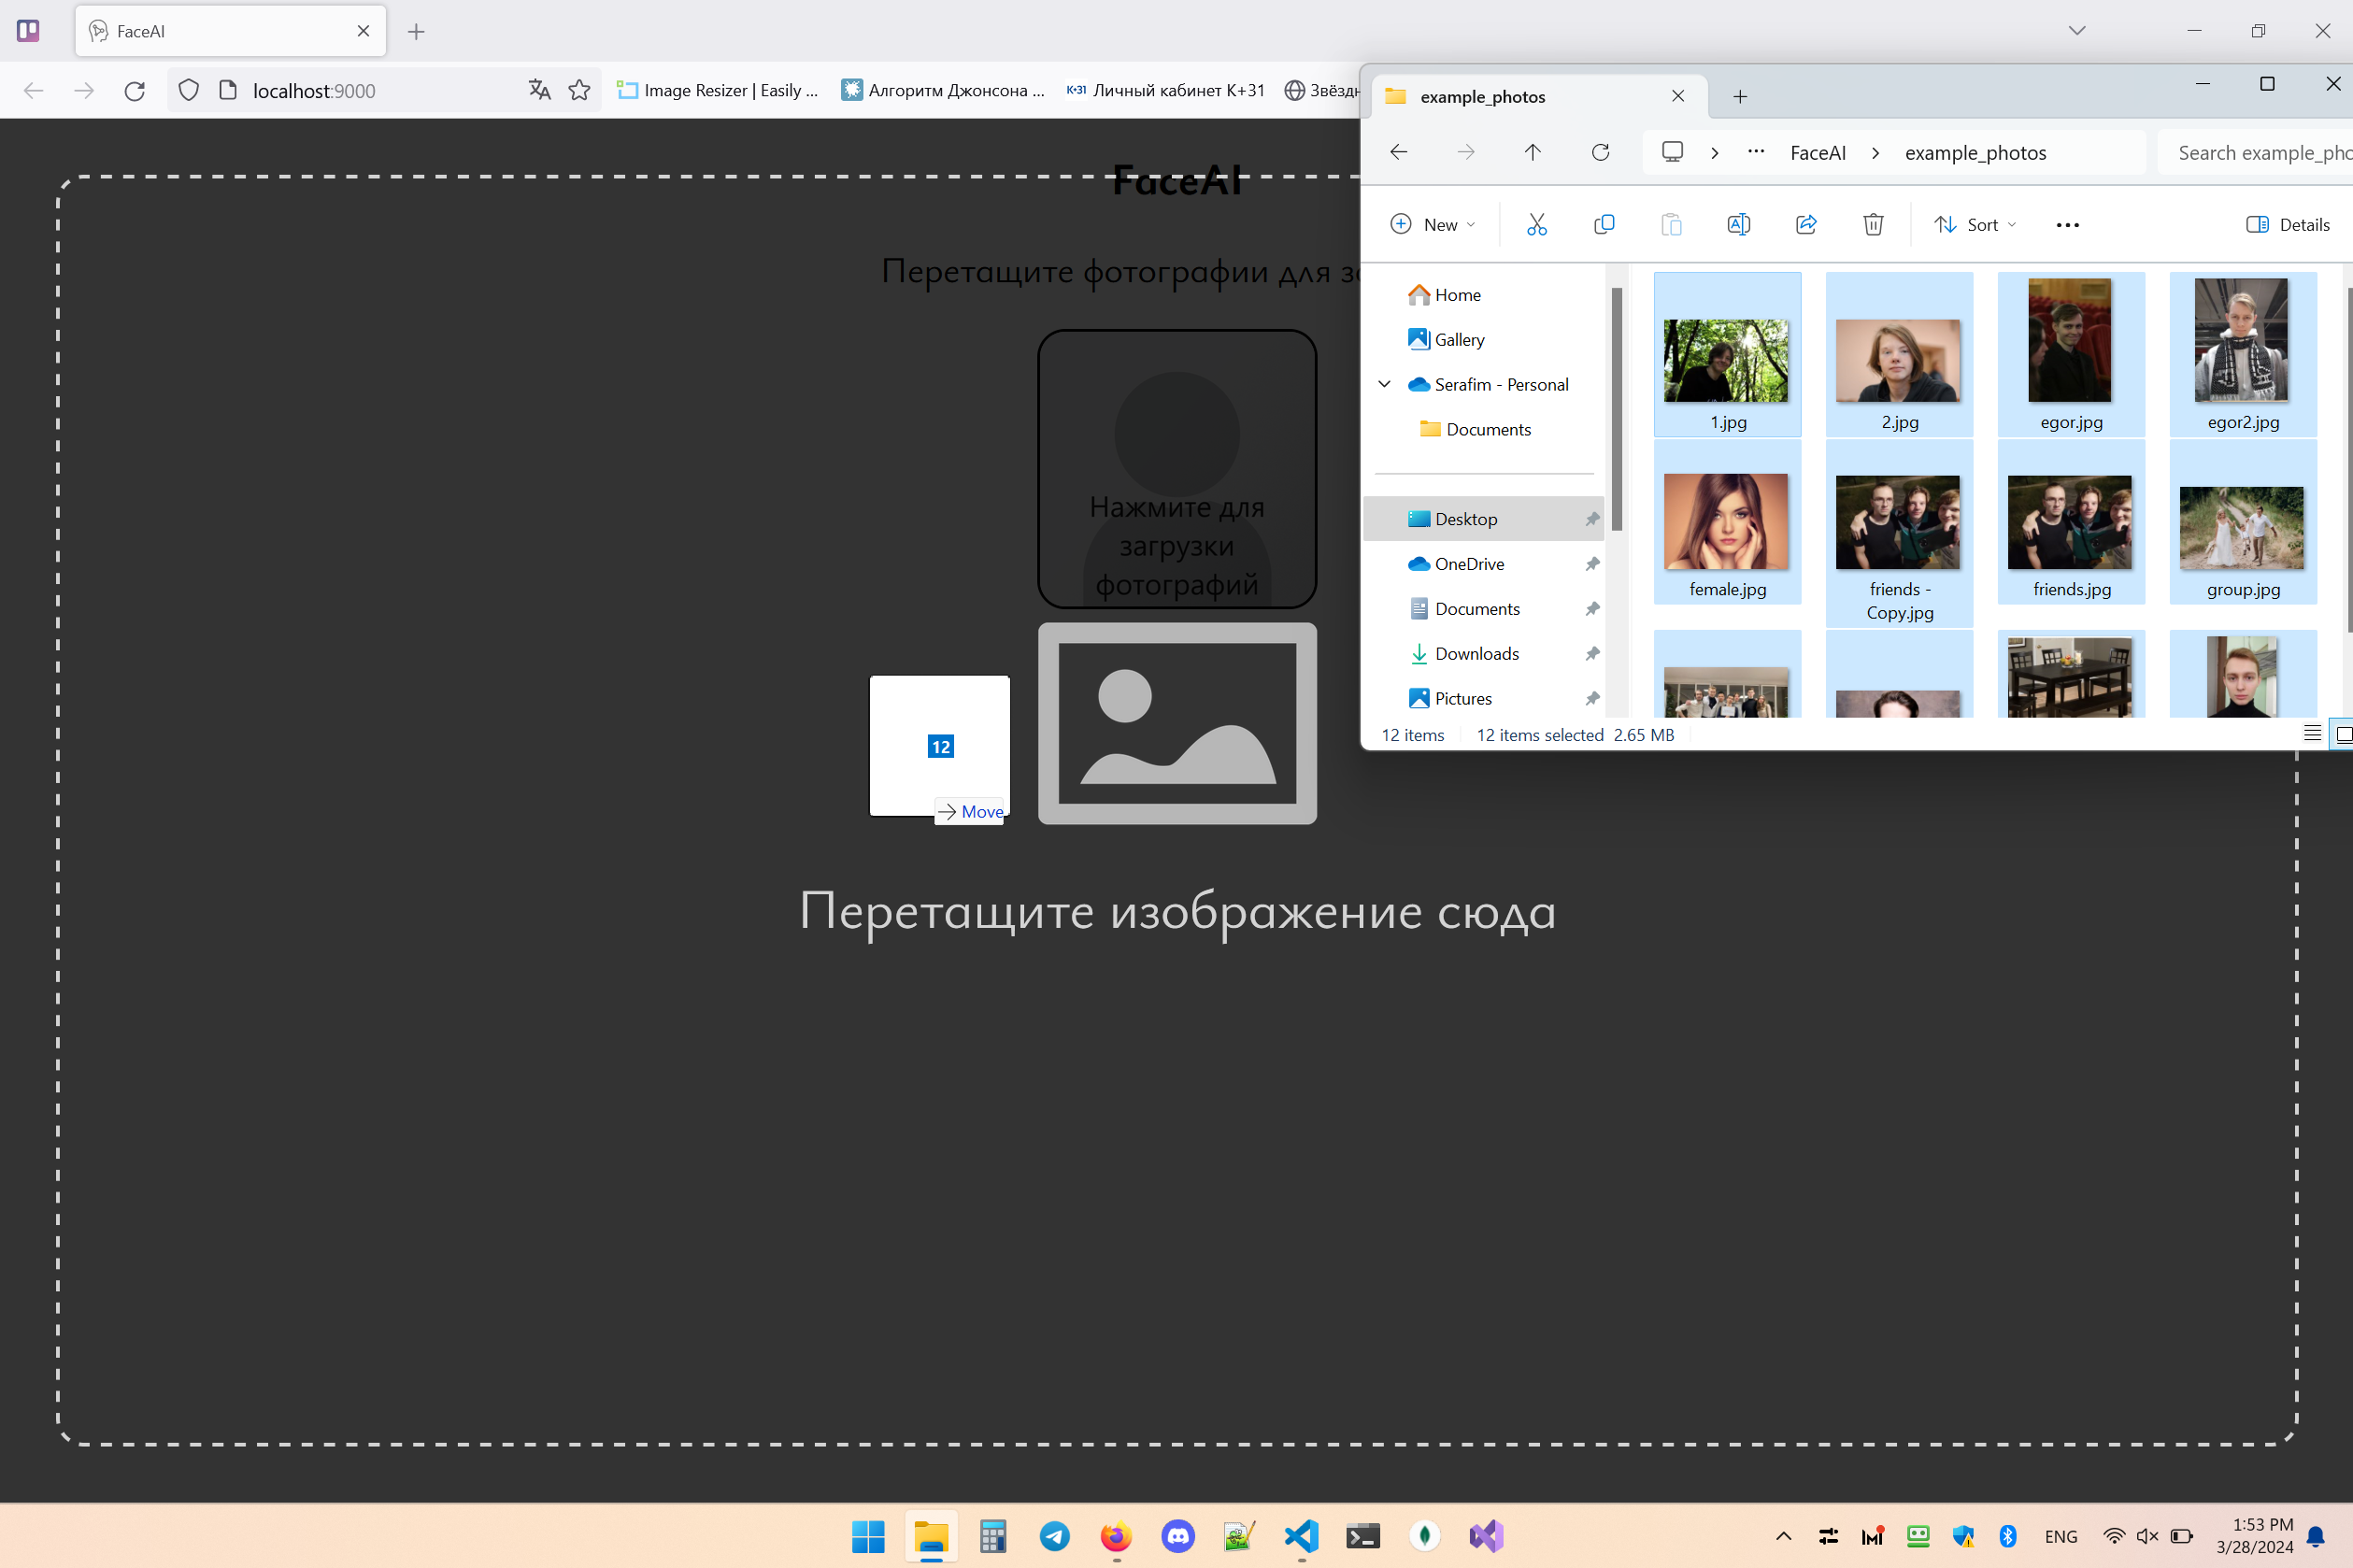 FaceAI
localhost:9000
Image Resizer | Easily ...
Алгоритм Джонсона ...
K+31 Личный кабинет К+31
FaceAI
Перетащите фотографии для
Нажмите для
загрузки
фотографий
12
Move
Перетащите изображение сюда
example_photos
FaceAI
example_photos
Search
New
Sort
Details
Home
Gallery
Serafim - Personal
Documents
Desktop
OneDrive
Documents
Downloads
Pictures
1.jpg
2.jpg
egor.jpg
egor2.jpg
female.jpg
friends -
Copy.jpg
friends.jpg
group.jpg
12 items
12 items selected 2.65 MB
ENG
1:53 PM
3/28/2024